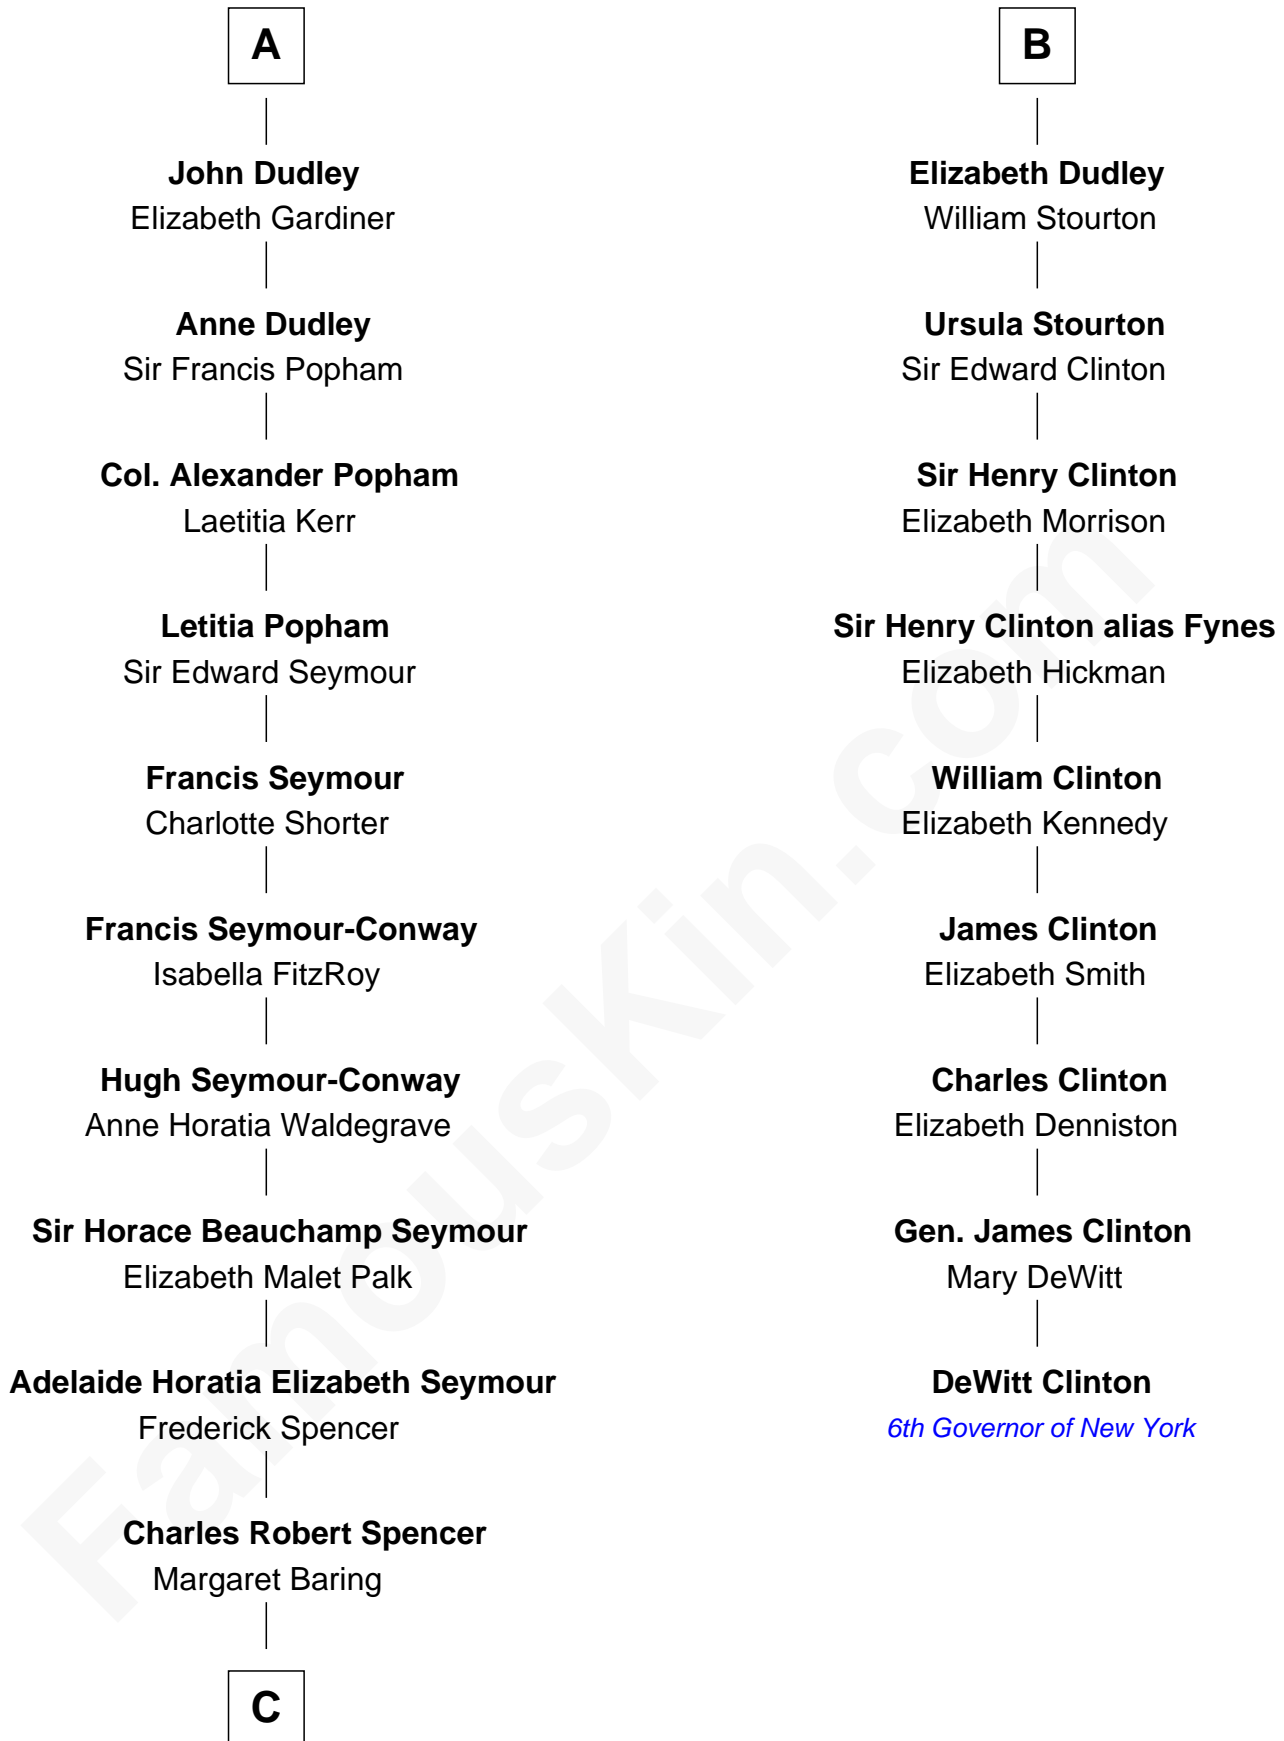 A
John Dudley
Elizabeth Gardiner
Anne Dudley
Sir Francis Popham
Col. Alexander Popham
Laetitia Kerr
Letitia Popham
Sir Edward Seymour
Francis Seymour
Charlotte Shorter
Francis Seymour-Conway
Isabella FitzRoy
Hugh Seymour-Conway
Anne Horatia Waldegrave
Sir Horace Beauchamp Seymour
Elizabeth Malet Palk
Adelaide Horatia Elizabeth Seymour
Frederick Spencer
Charles Robert Spencer
Margaret Baring
C
B
Elizabeth Dudley
William Stourton
Ursula Stourton
Sir Edward Clinton
Sir Henry Clinton
Elizabeth Morrison
Sir Henry Clinton alias Fynes
Elizabeth Hickman
William Clinton
Elizabeth Kennedy
James Clinton
Elizabeth Smith
Charles Clinton
Elizabeth Denniston
Gen. James Clinton
Mary DeWitt
DeWitt Clinton
6th Governor of New York
FamousKin.com